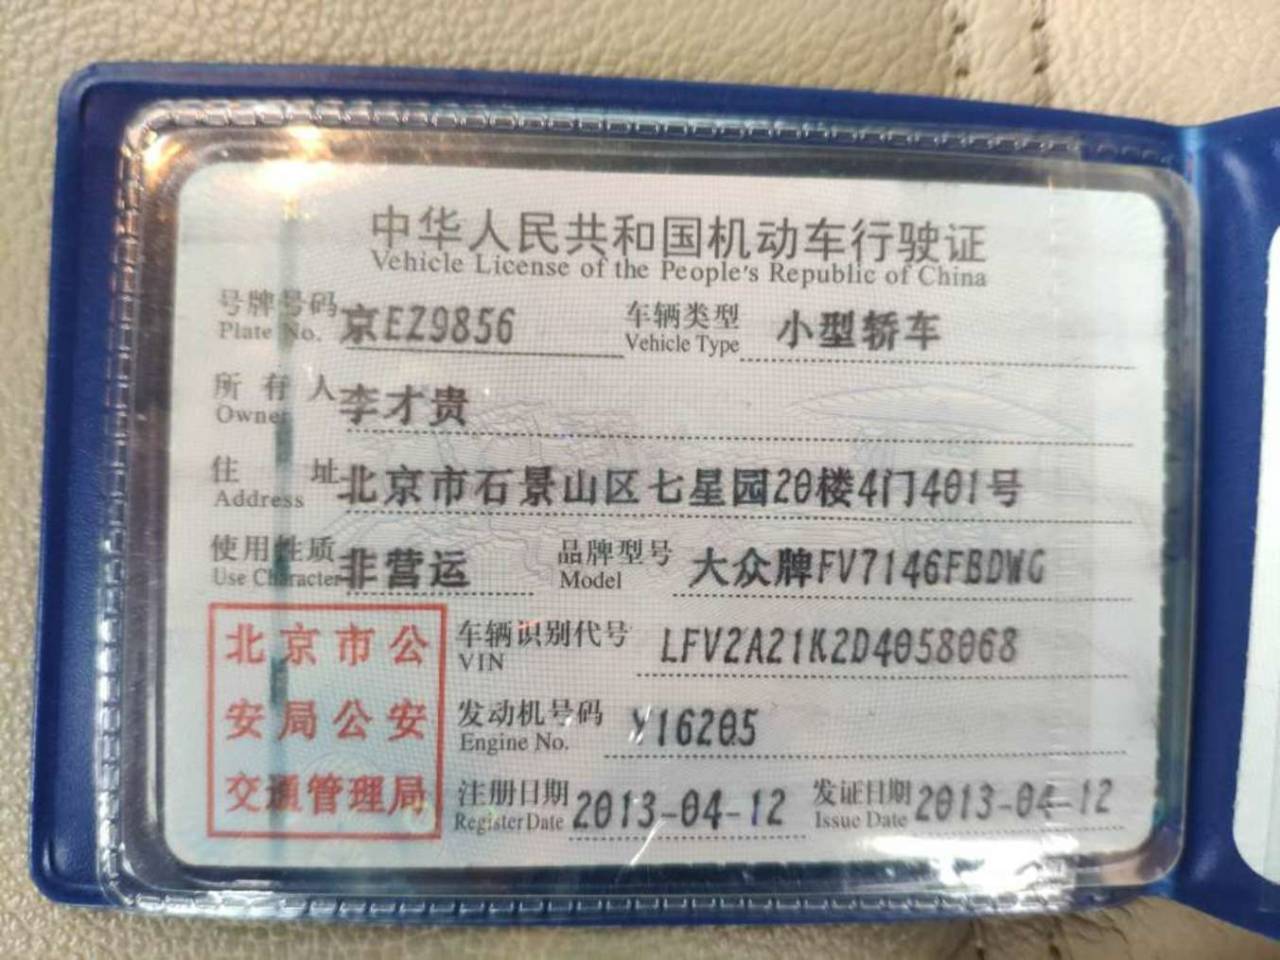 中华人民共和国机动车行驶证
Vehicle License of the People's Republic of China
号牌号码 Plate No. 京EZ9856 车辆类型 Vehicle Type 小型轿车
所有人 Owner 李才贵
住址 Address 北京市石景山区七星园20楼4门401号
使用性质 Use Character 非营运 品牌型号 Model 大众牌FV7146FBDWG
北京市公
安局公安
交通管理局
车辆识别代号 VIN LFV2A21K2D4058068
发动机号码 Engine No. Y16205
注册日期 Register Date 2013-04-12 发证日期 Issue Date 2013-04-12